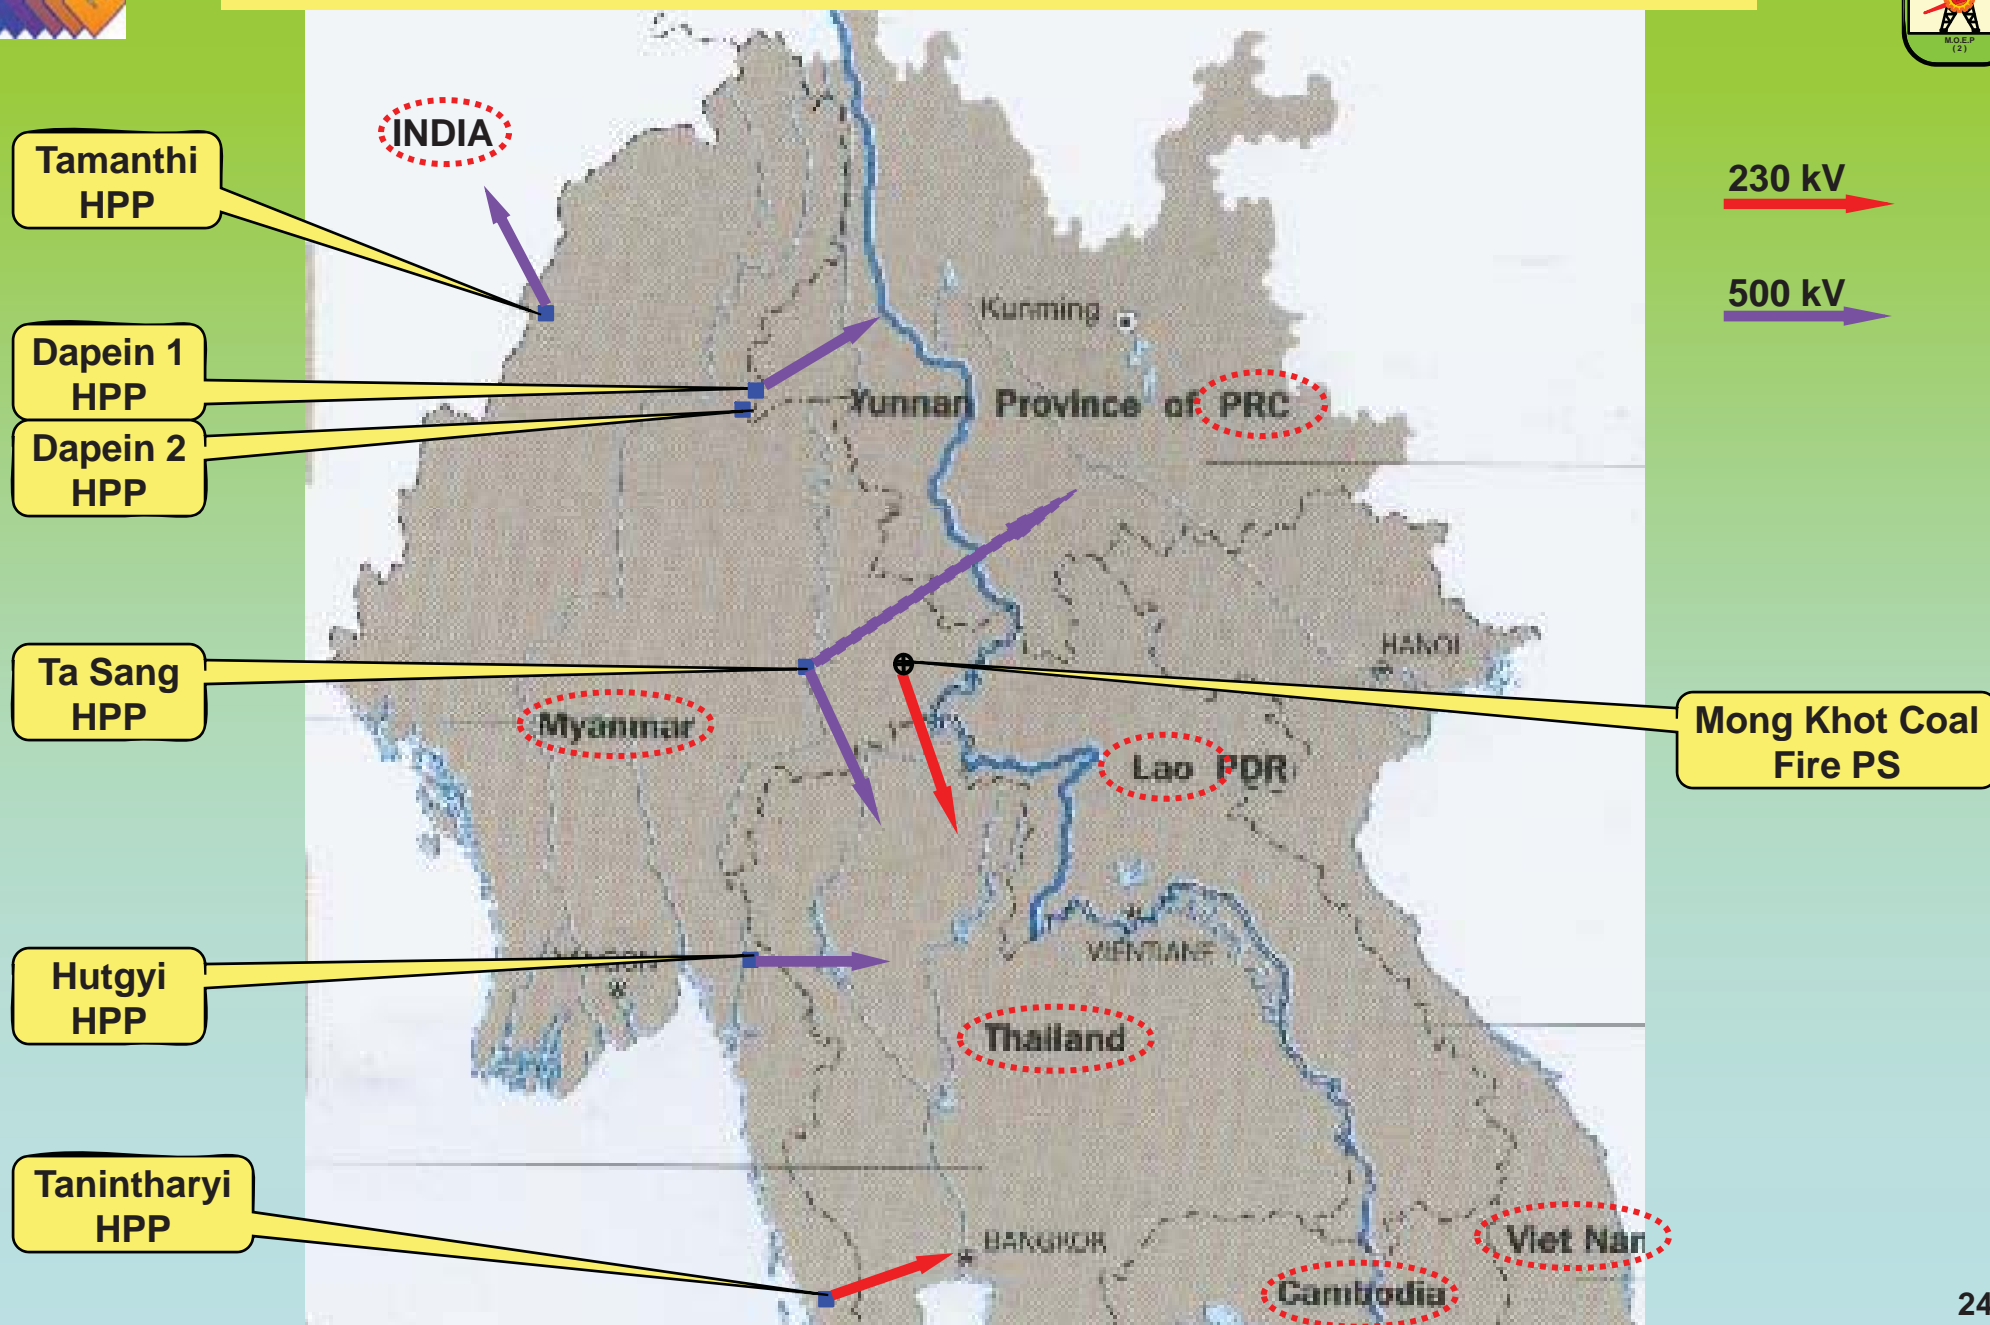 M.O.E.P
(2)
INDIA
Tamanthi
HPP
230 kV
500 kV
Kunming
Dapein 1
HPP
Yunnan Province of PRC
Dapein 2
HPP
HANOI
Ta Sang
HPP
Myanmar
Lao PDR
Mong Khot Coal
Fire PS
VIENTIANE
Hutgyi
HPP
Thailand
Tanintharyi
HPP
BANGKOK
Viet Nam
Cambodia
24